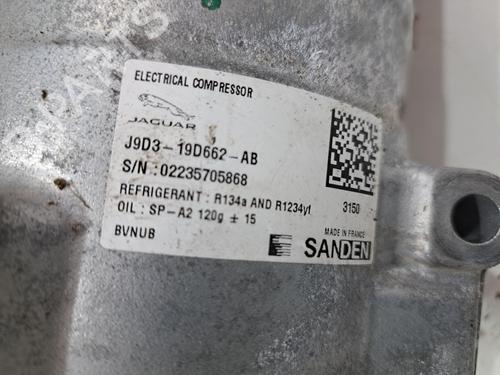 ELECTRICAL COMPRESSOR
JAGUAR
J9D3-19D662-AB
S/N : 02235705868
REFRIGERANT : R134a AND R1234yf
3150
OIL : SP-A2 120g ± 15
MADE IN FRANCE
BVNUB
SANDEN